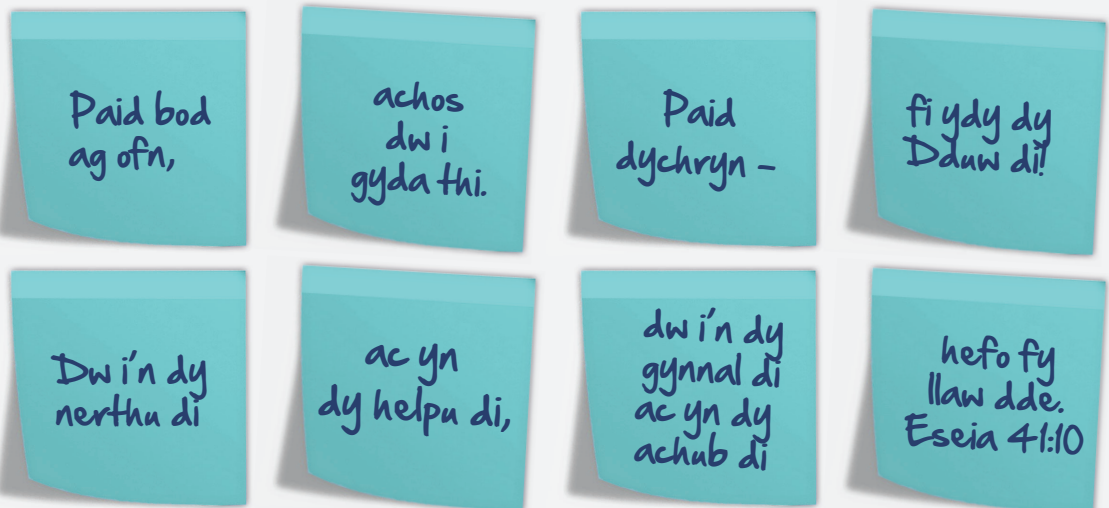 Paid bod
ag ofn,
achos
dw i
gyda thi.
Paid
dychryn –
fi ydy dy
Dduw di!
Dw i'n dy
nerthu di
ac yn
dy helpu di,
dw i'n dy
gynnal di
ac yn dy
achub di
hefo fy
llaw dde.
Eseia 41:10